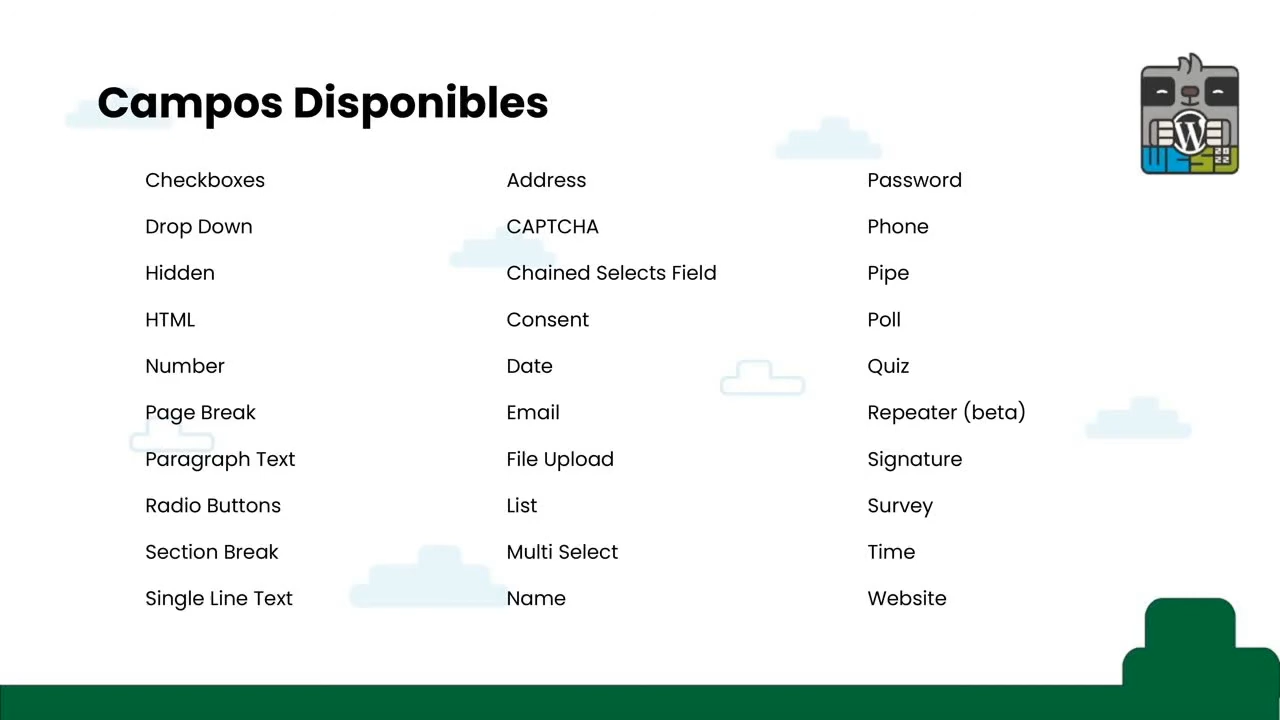 Campos Disponibles
Checkboxes
Drop Down
Hidden
HTML
Number
Page Break
Paragraph Text
Radio Buttons
Section Break
Single Line Text
Address
CAPTCHA
Chained Selects Field
Consent
Date
Email
File Upload
List
Multi Select
Name
Password
Phone
Pipe
Poll
Quiz
Repeater (beta)
Signature
Survey
Time
Website